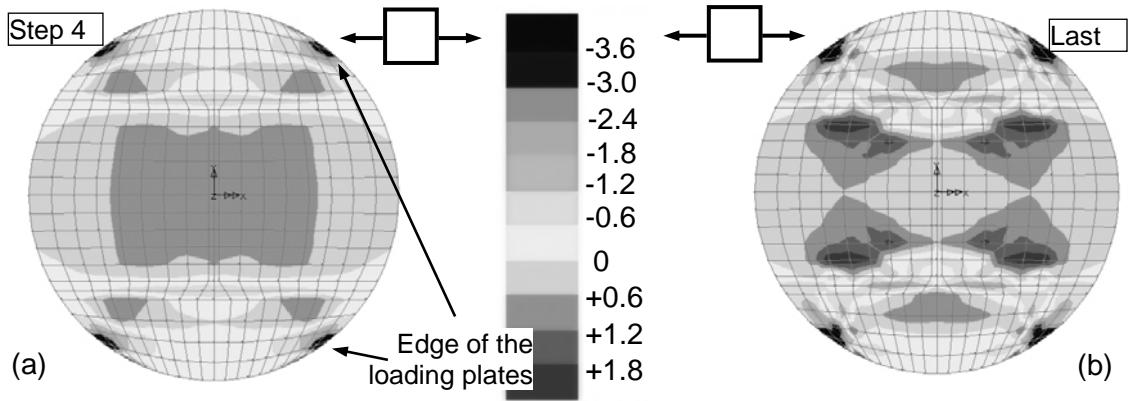 Step 4
-3.6
-3.0
-2.4
-1.8
-1.2
-0.6
0
+0.6
+1.2
+1.8
Last
Y
Z
X
Y
Z
X
Edge of the
loading plates
(a)
(b)